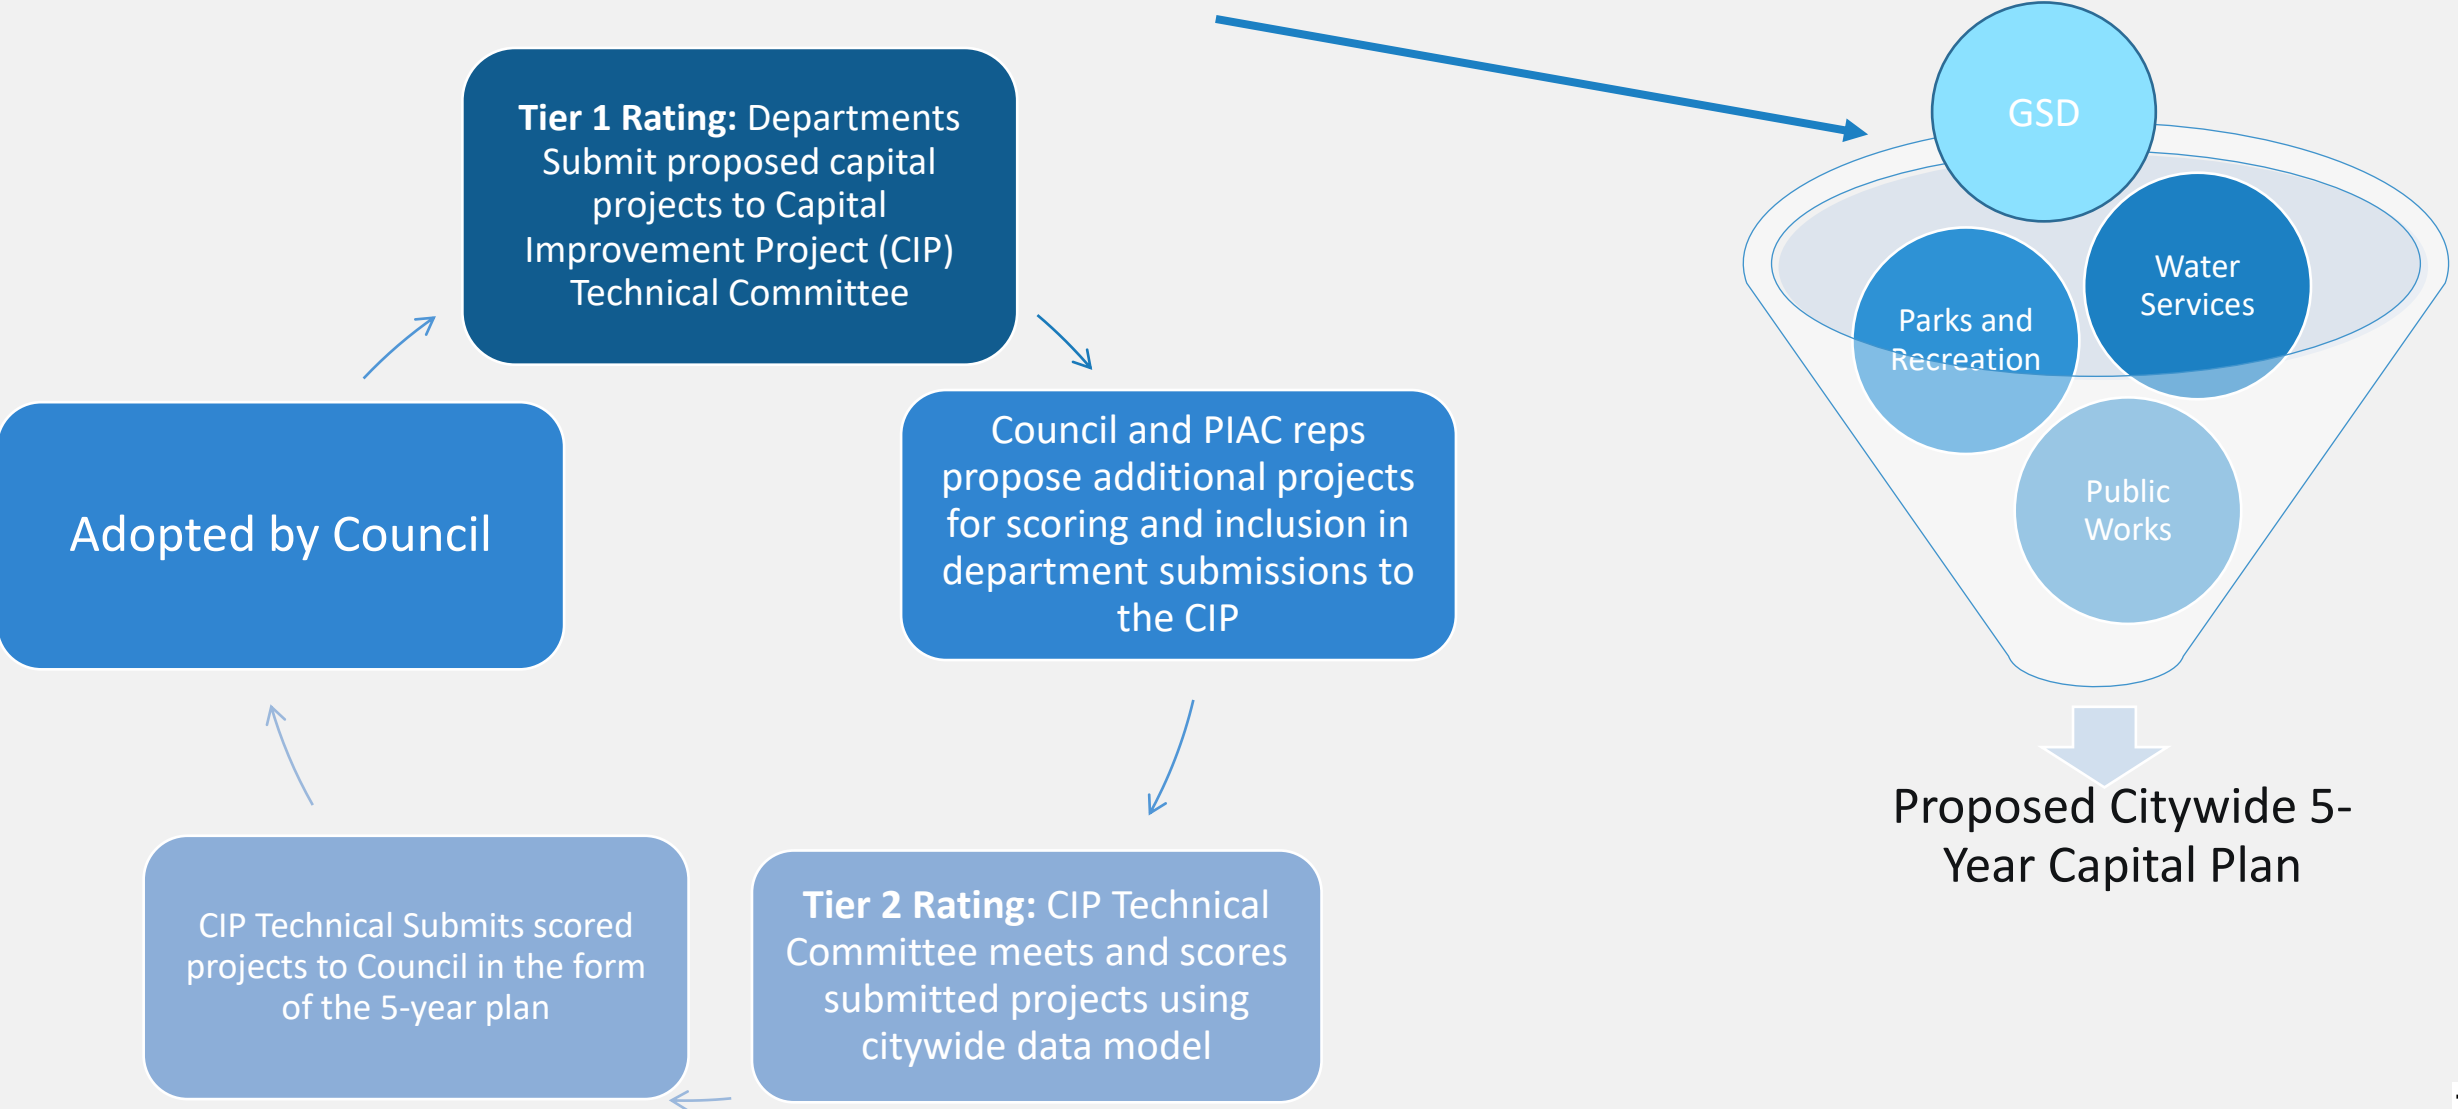 Tier 1 Rating: Departments
Submit proposed capital
projects to Capital
Improvement Project (CIP)
Technical Committee
Council and PIAC reps
propose additional projects
for scoring and inclusion in
department submissions to
the CIP
Tier 2 Rating: CIP Technical
Committee meets and scores
submitted projects using
citywide data model
CIP Technical Submits scored
projects to Council in the form
of the 5-year plan
Adopted by Council
GSD
Water
Services
Parks and
Recreation
Public
Works
Proposed Citywide 5-
Year Capital Plan